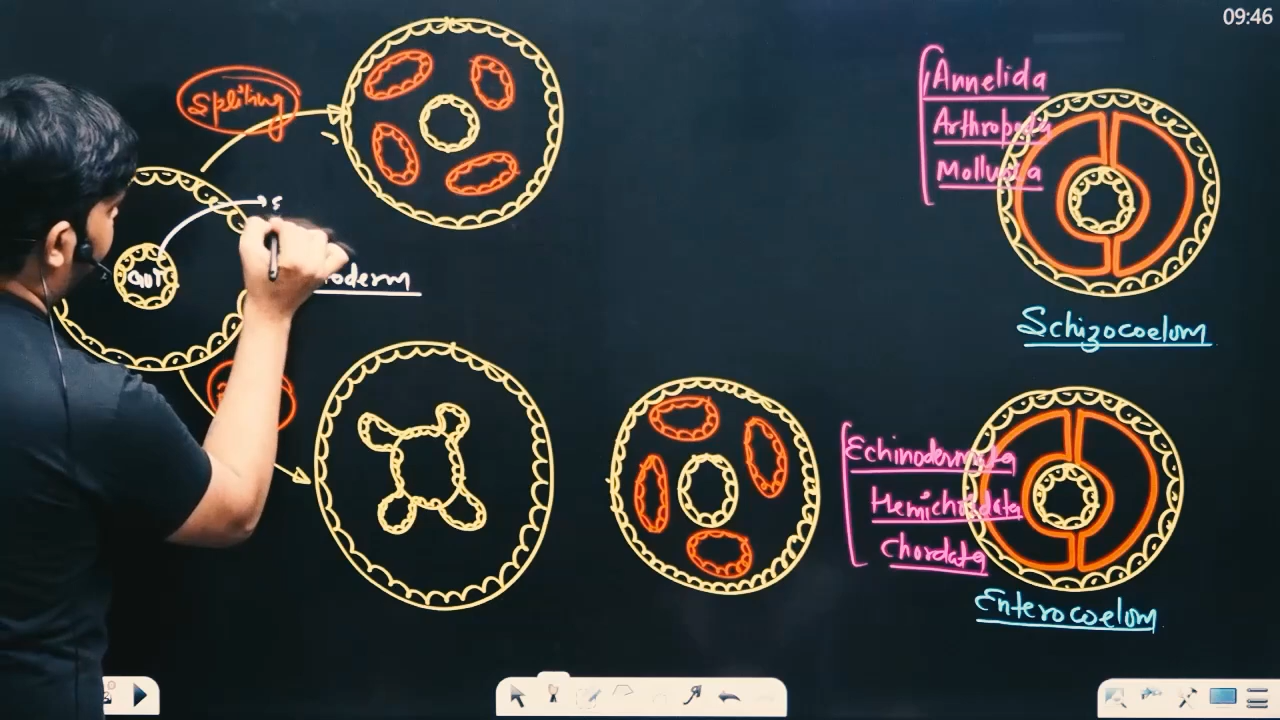 09:46
Spliting
Annelida
Arthropoda
Mollusca
GUT
oderm
Schizocoelom
Echinodermata
Hemichordata
Chordata
Enterocoelom